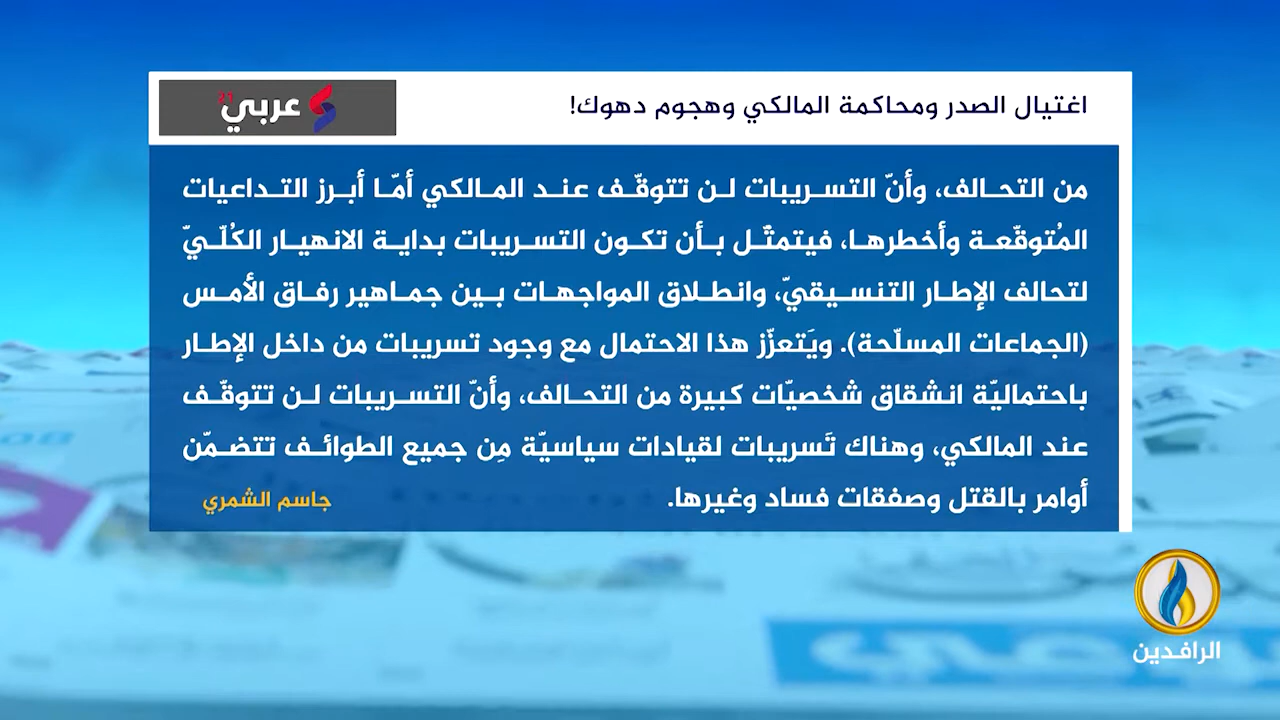 اغتيال الصدر ومحاكمة المالكي وهجوم دهوك!
عربي21
من التحالف، وأنّ التسريبات لن تتوقّف عند المالكي أمّا أبرز التداعيات
المُتوقّعة وأخطرها، فيتمثّل بأن تكون التسريبات بداية الانهيار الكُلّيّ
لتحالف الإطار التنسيقيّ، وانطلاق المواجهات بين جماهير رفاق الأمس
(الجماعات المسلّحة). ويَتعزّز هذا الاحتمال مع وجود تسريبات من داخل الإطار
باحتماليّة انشقاق شخصيّات كبيرة من التحالف، وأنّ التسريبات لن تتوقّف
عند المالكي، وهناك تَسريبات لقيادات سياسيّة مِن جميع الطوائف تتضمّن
أوامر بالقتل وصفقات فساد وغيرها.
جاسم الشمري
الرافدين